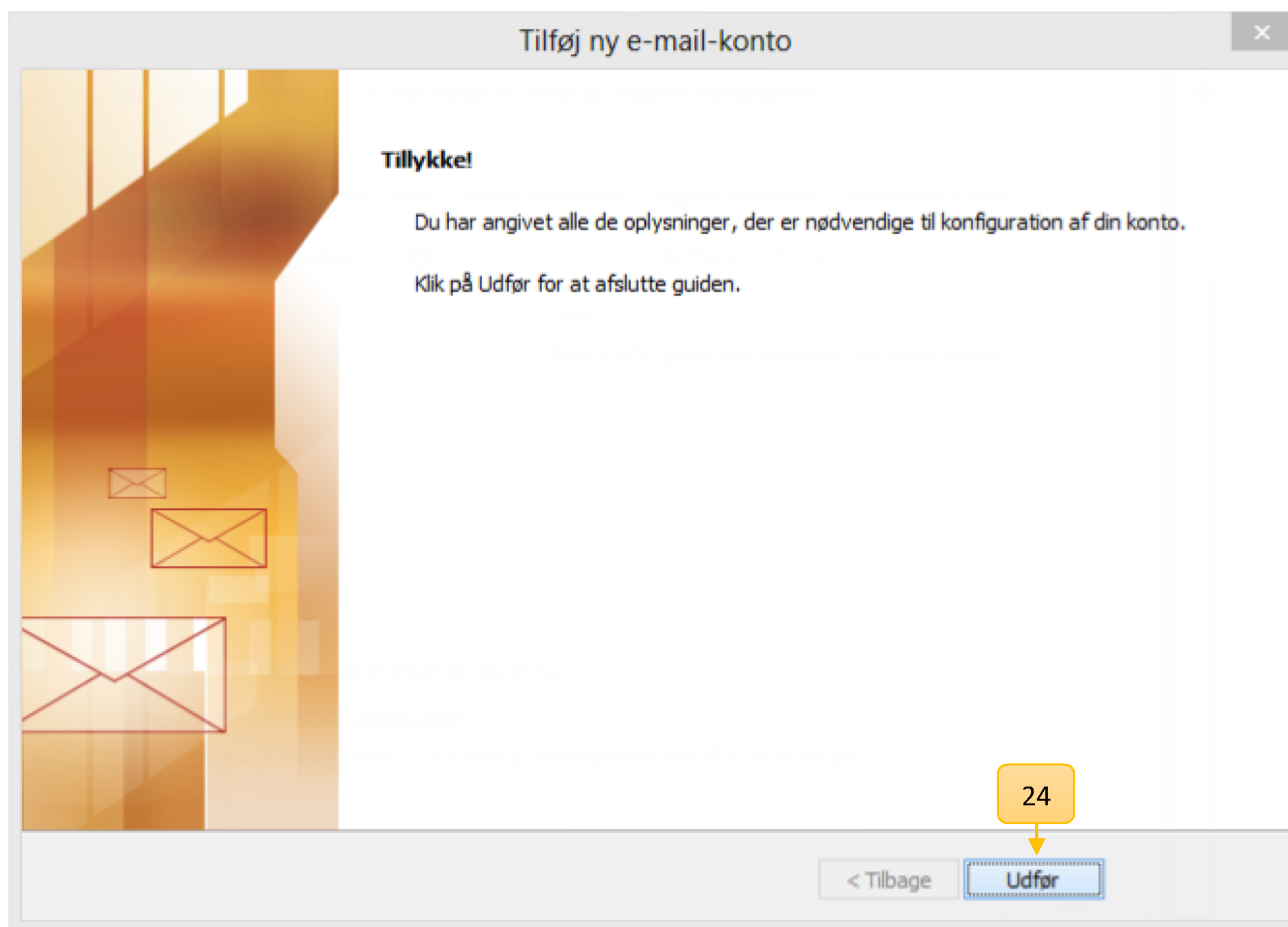 Tilføj ny e-mail-konto
Tillykke!
Du har angivet alle de oplysninger, der er nødvendige til konfiguration af din konto.
Klik på Udfør for at afslutte guiden.
24
< Tilbage
Udfør